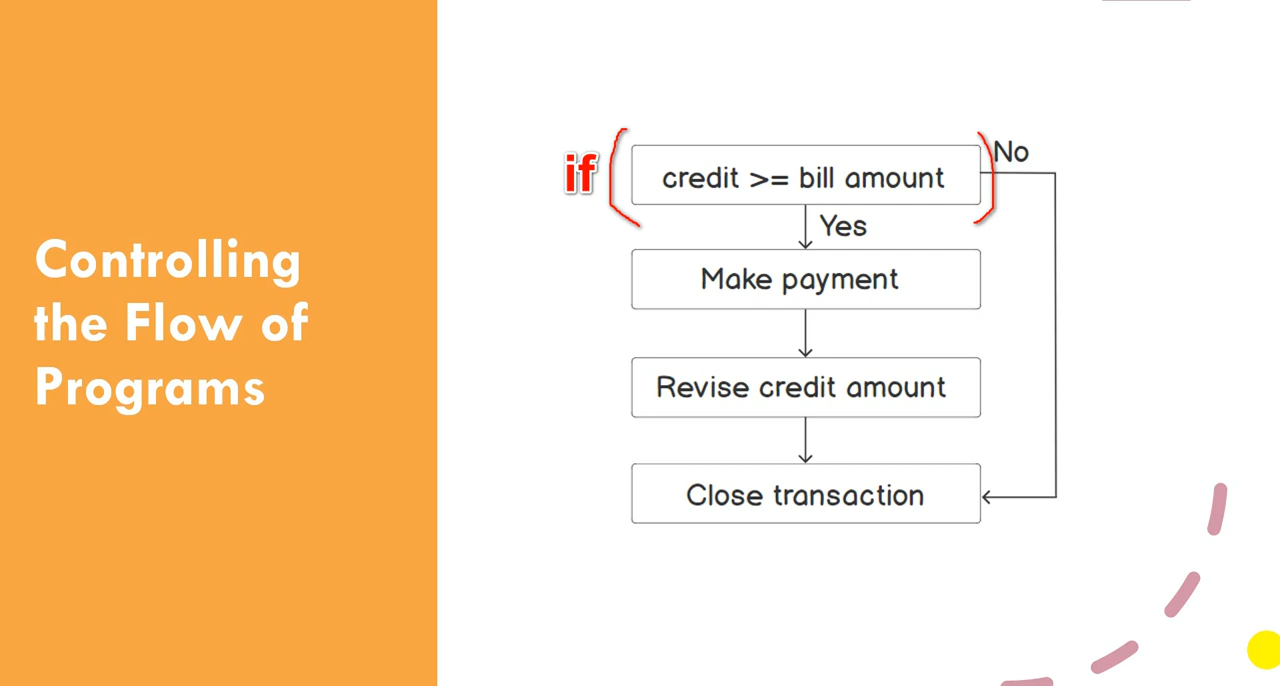 Controlling
the Flow of
Programs
if
credit >= bill amount
No
Yes
Make payment
Revise credit amount
Close transaction